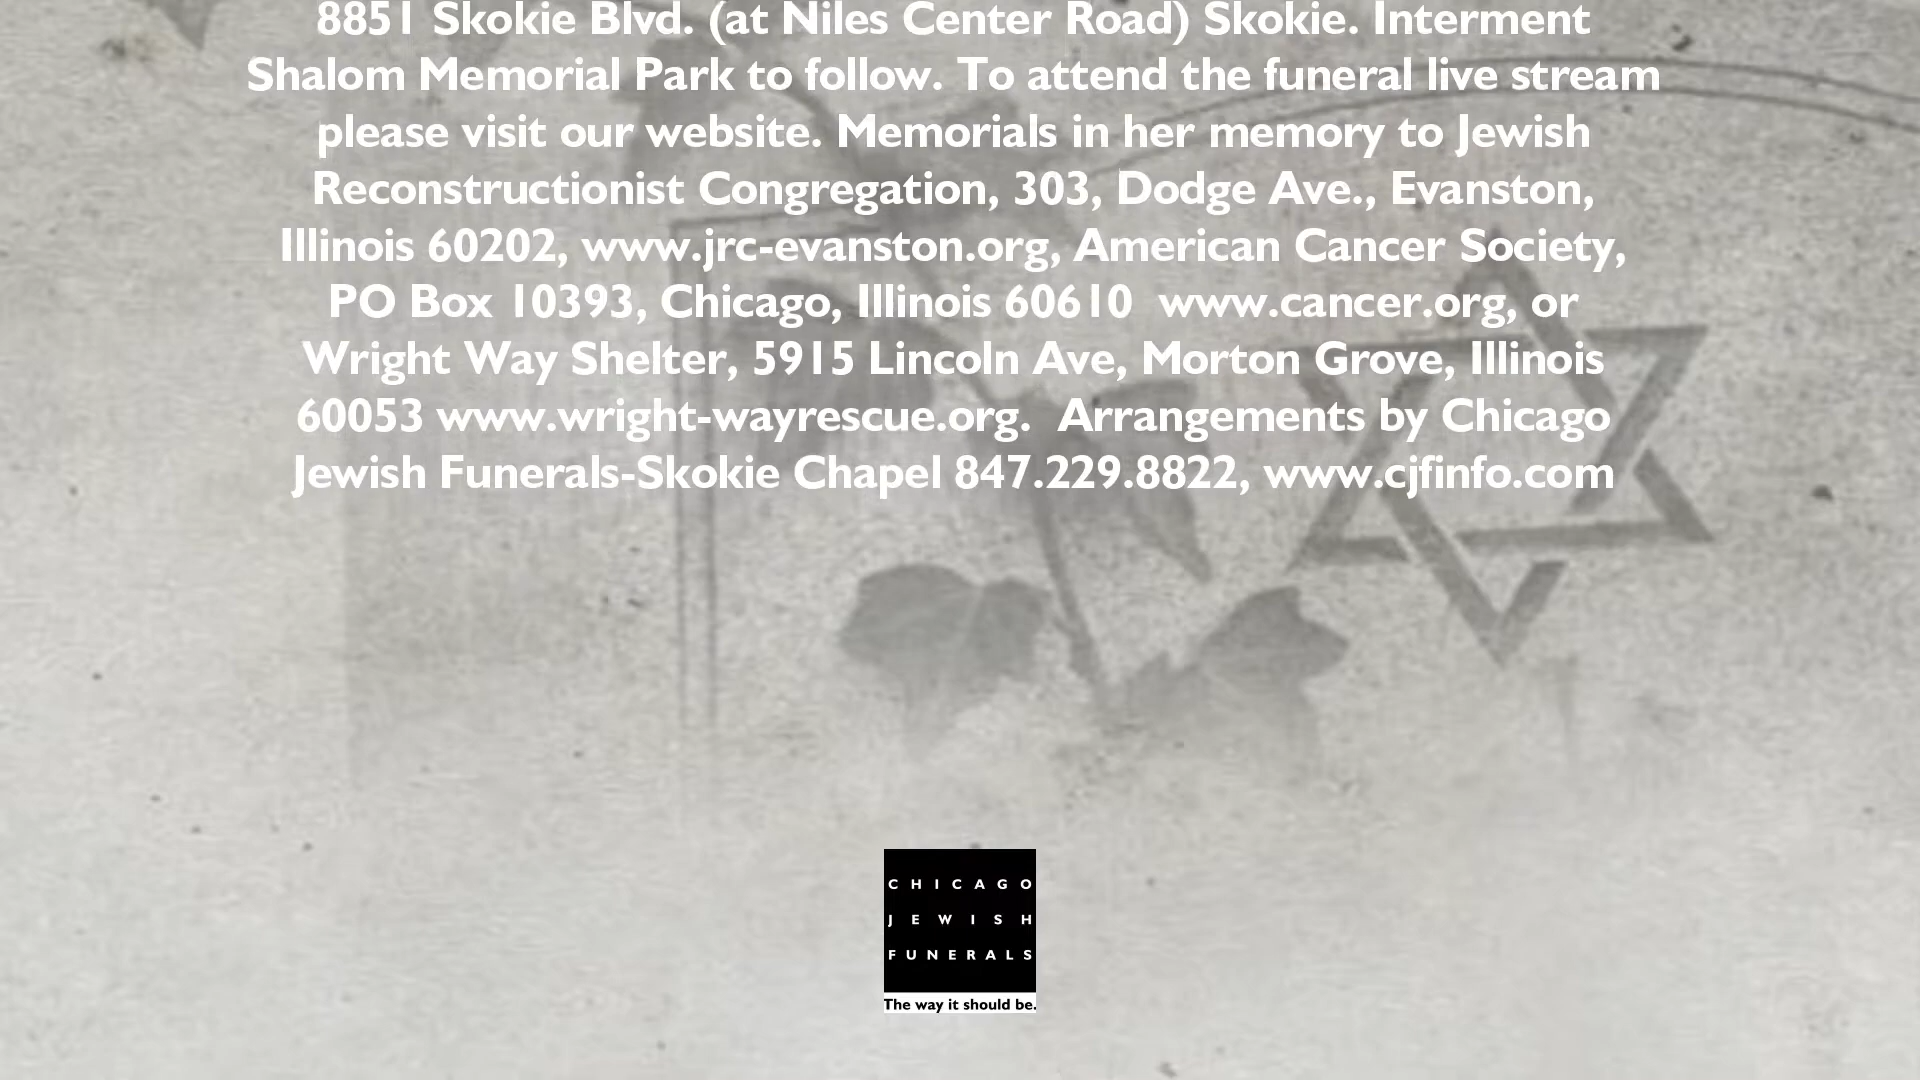 8851 Skokie Blvd. (at Niles Center Road) Skokie. Interment
Shalom Memorial Park to follow. To attend the funeral live stream
please visit our website. Memorials in her memory to Jewish
Reconstructionist Congregation, 303, Dodge Ave., Evanston,
Illinois 60202, www.jrc-evanston.org, American Cancer Society,
PO Box 10393, Chicago, Illinois 60610  www.cancer.org, or
Wright Way Shelter, 5915 Lincoln Ave, Morton Grove, Illinois
60053 www.wright-wayrescue.org.  Arrangements by Chicago
Jewish Funerals-Skokie Chapel 847.229.8822, www.cjfinfo.com
CHICAGO
JEWISH
FUNERALS
The way it should be.